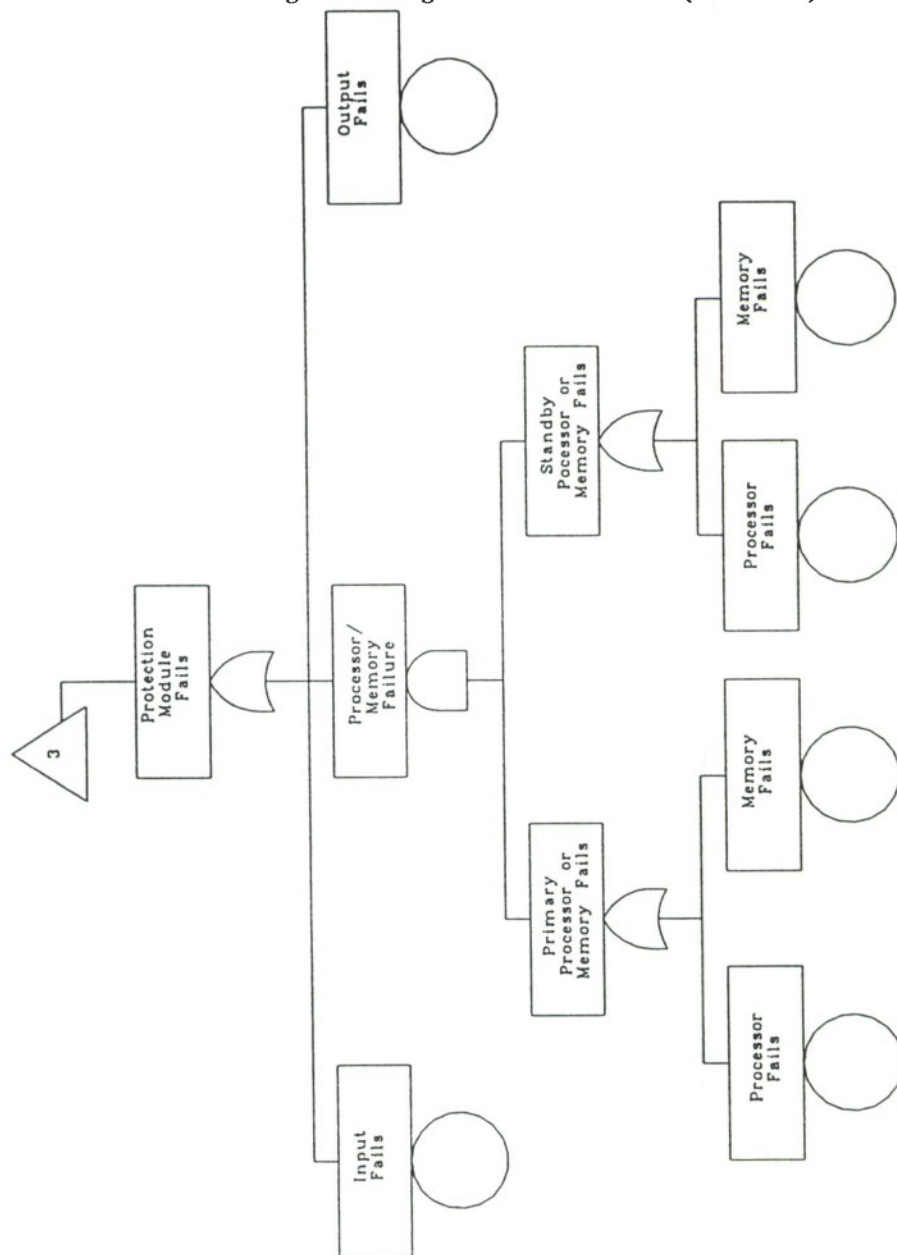 3
Protection
Module
Fails
Input
Fails
Processor/
Memory
Failure
Output
Fails
Primary
Processor or
Memory Fails
Standby
Pocessor or
Memory Fails
Processor
Fails
Memory
Fails
Processor
Fails
Memory
Fails